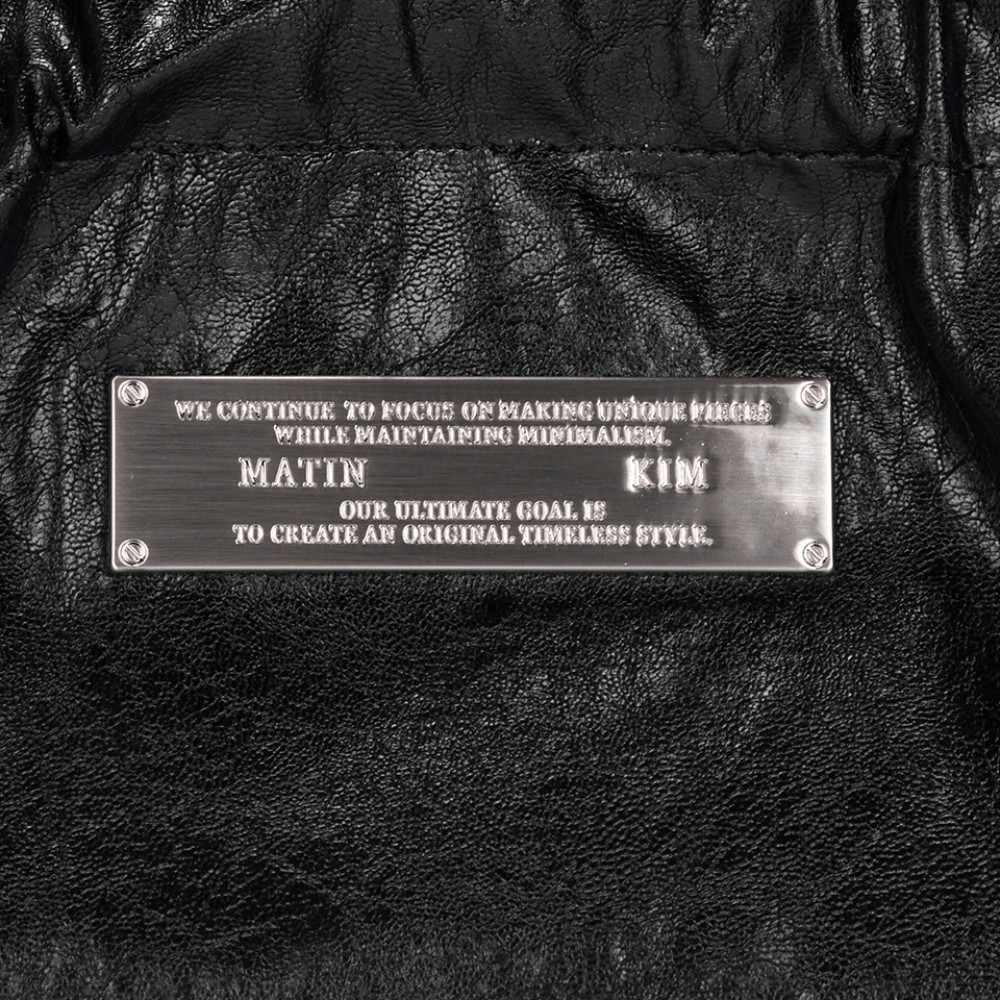 WE CONTINUE TO FOCUS ON MAKING UNIQUE PIECES
WHILE MAINTAINING MINIMALISM.
MATIN KIM
OUR ULTIMATE GOAL IS
TO CREATE AN ORIGINAL TIMELESS STYLE.